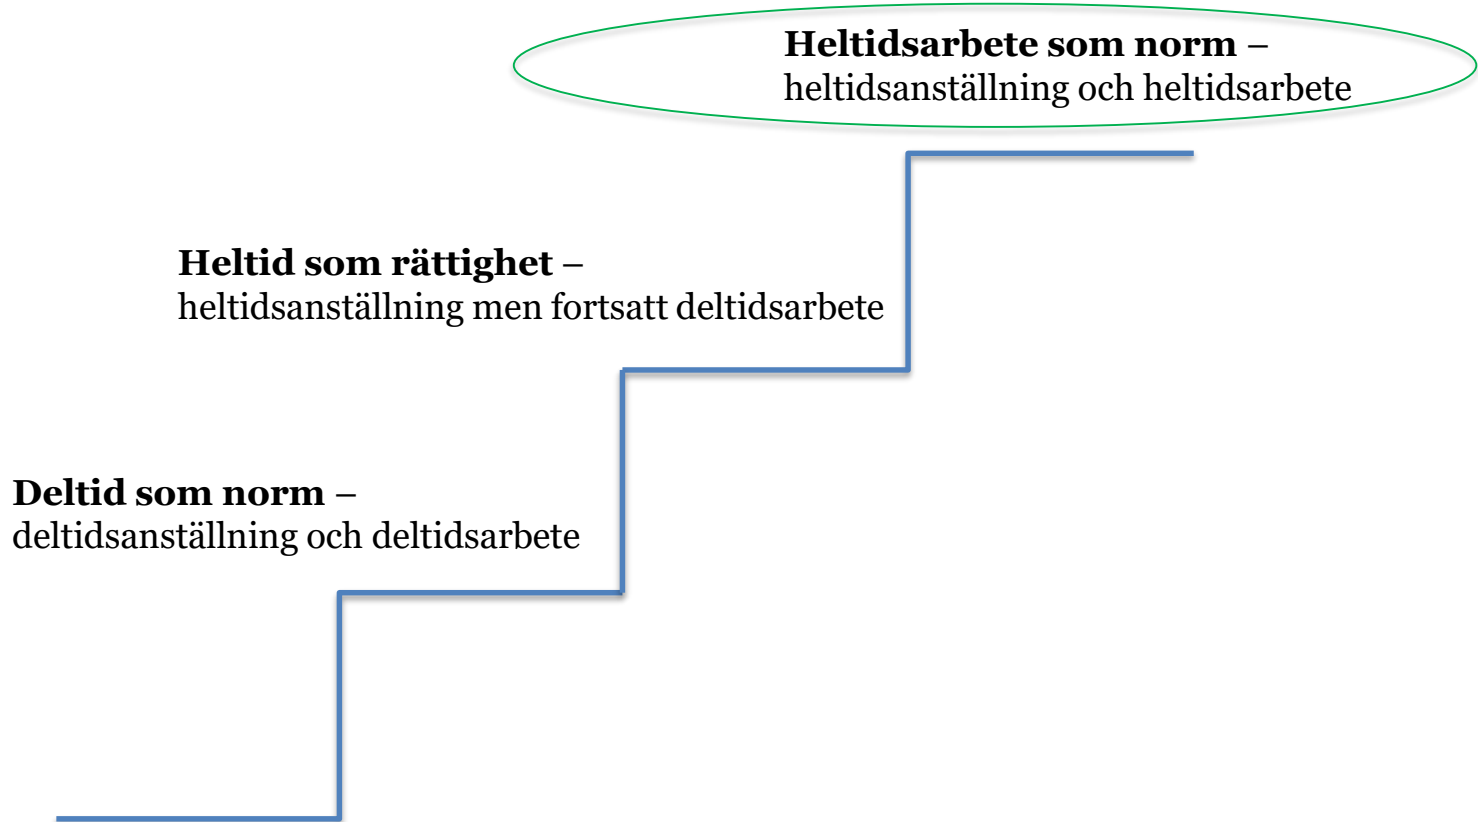 Heltidsarbete som norm –
heltidsanställning och heltidsarbete
Heltid som rättighet –
heltidsanställning men fortsatt deltidsarbete
Deltid som norm –
deltidsanställning och deltidsarbete